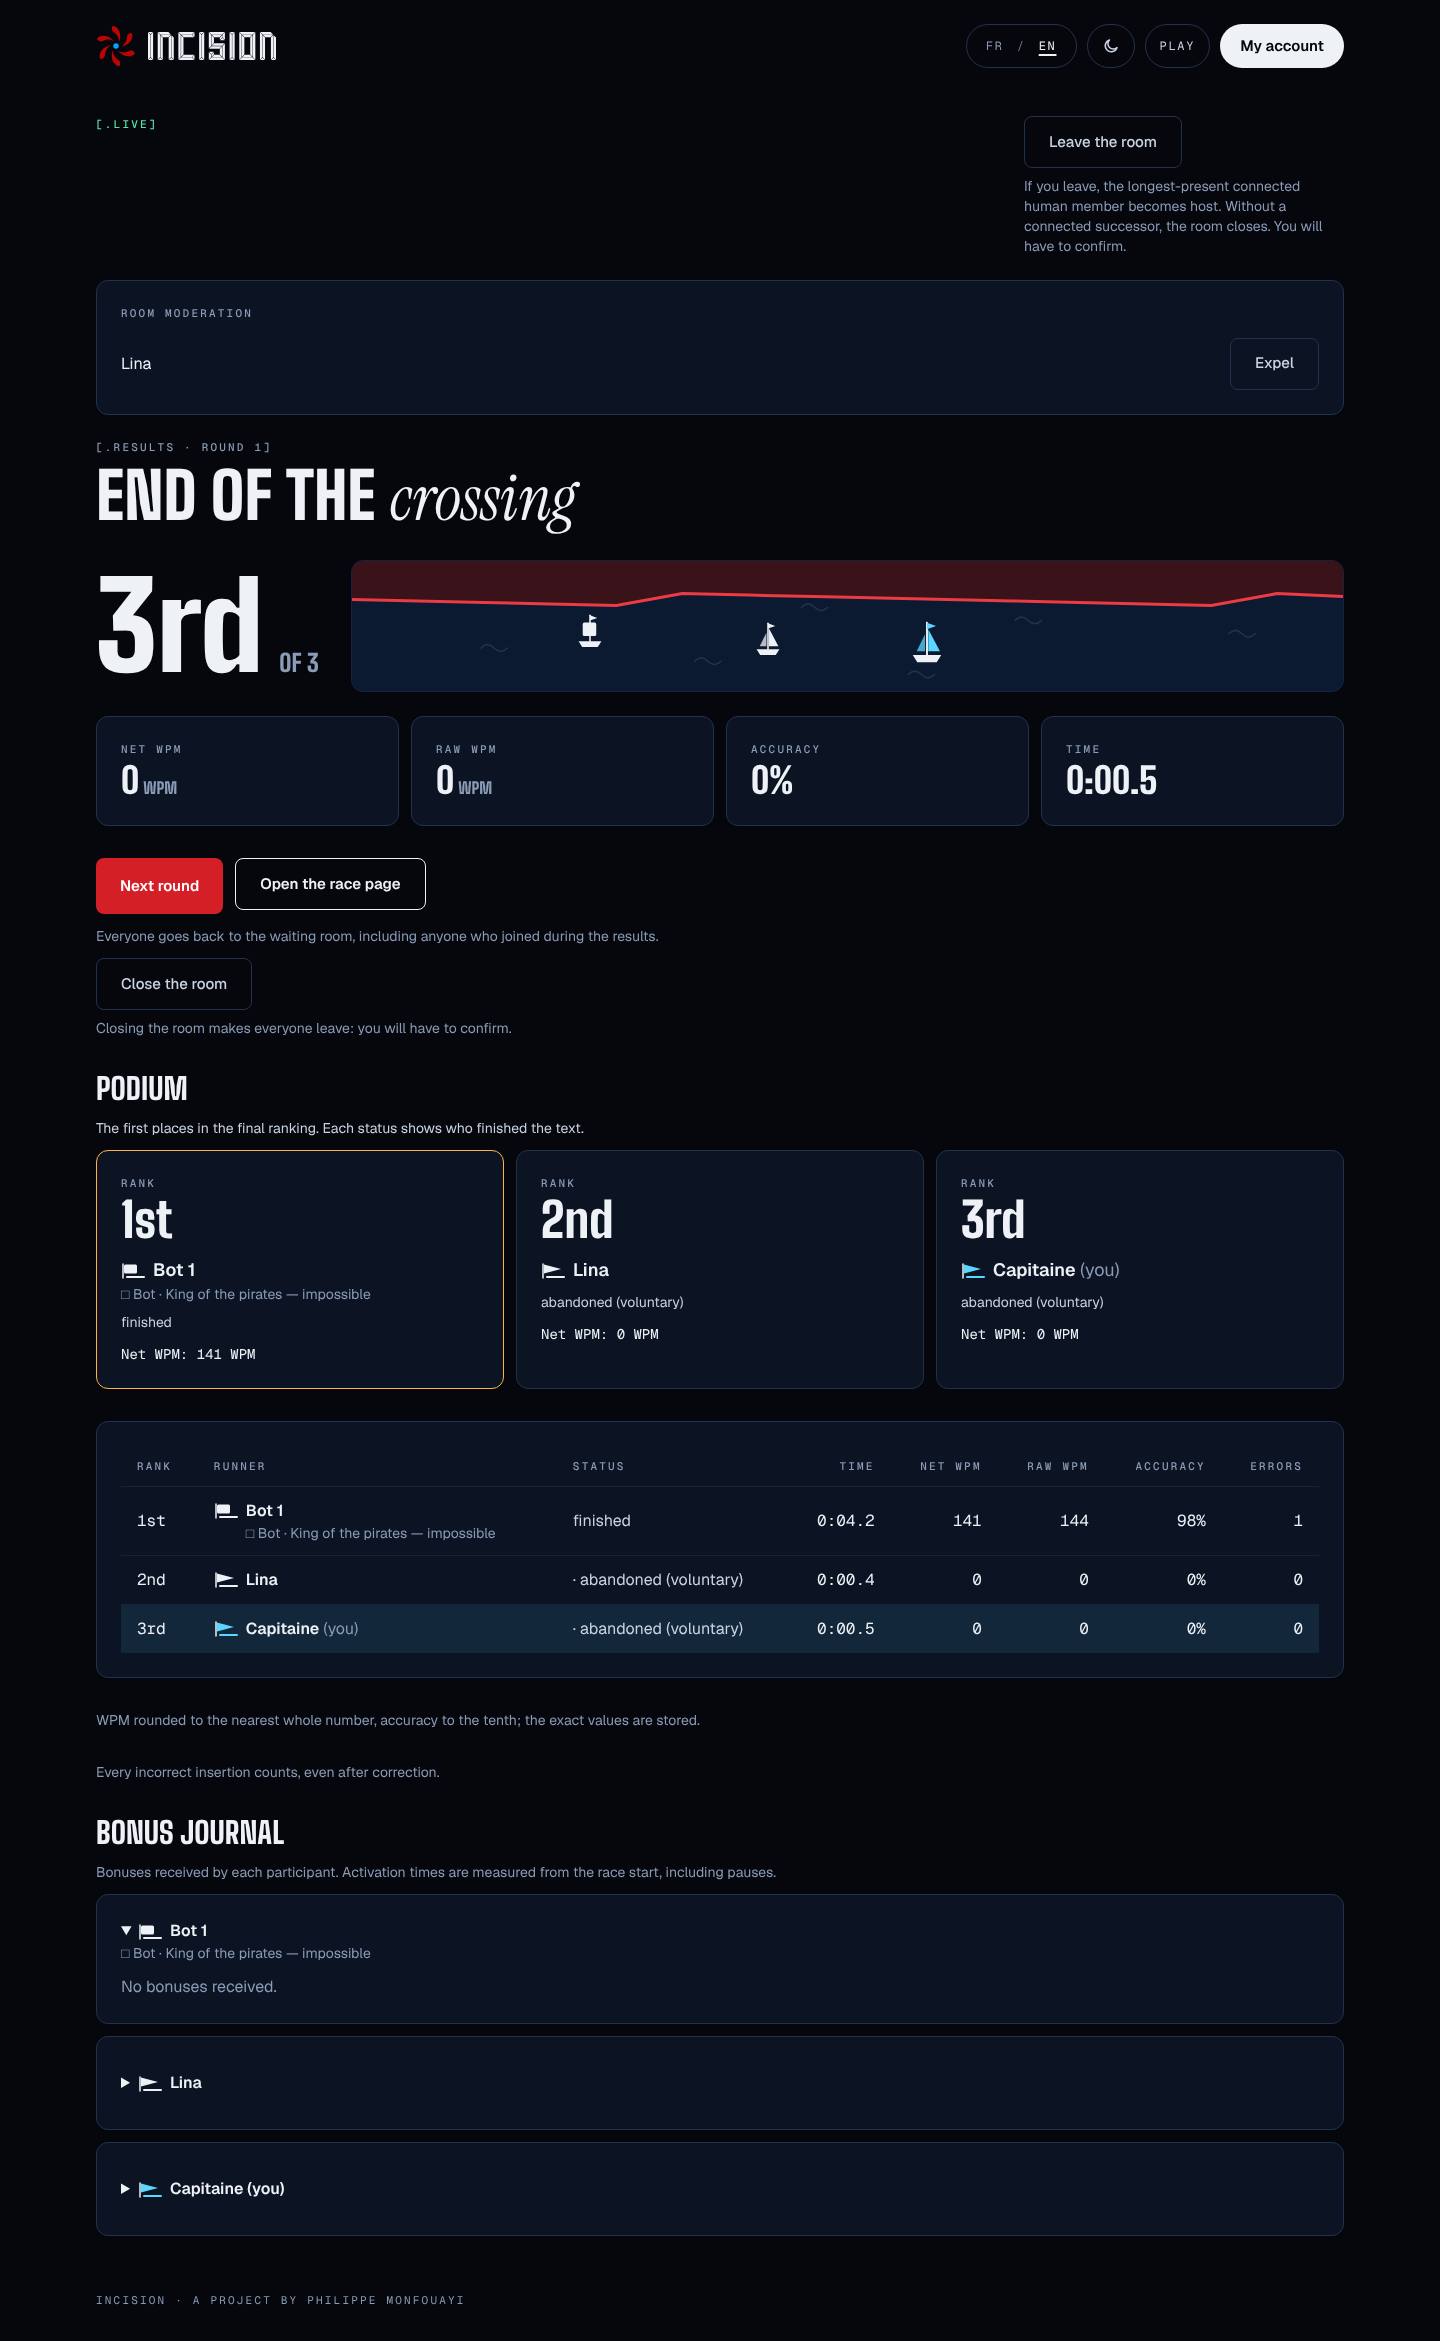 INCISION
FR / EN
PLAY
My account
[.LIVE]
Leave the room
If you leave, the longest-present connected
human member becomes host. Without a
connected successor, the room closes. You will
have to confirm.
ROOM MODERATION
Lina
Expel
[.RESULTS · ROUND 1]
END OF THE crossing
3rd OF 3
NET WPM
0 WPM
RAW WPM
0 WPM
ACCURACY
0%
TIME
0:00.5
Next round
Open the race page
Everyone goes back to the waiting room, including anyone who joined during the results.
Close the room
Closing the room makes everyone leave: you will have to confirm.
PODIUM
The first places in the final ranking. Each status shows who finished the text.
RANK
1st
Bot 1
□ Bot · King of the pirates — impossible
finished
Net WPM: 141 WPM
RANK
2nd
Lina
abandoned (voluntary)
Net WPM: 0 WPM
RANK
3rd
Capitaine (you)
abandoned (voluntary)
Net WPM: 0 WPM
RANK RUNNER STATUS TIME NET WPM RAW WPM ACCURACY ERRORS
1st Bot 1 finished 0:04.2 141 144 98% 1
□ Bot · King of the pirates — impossible
2nd Lina · abandoned (voluntary) 0:00.4 0 0 0% 0
3rd Capitaine (you) · abandoned (voluntary) 0:00.5 0 0 0% 0
WPM rounded to the nearest whole number, accuracy to the tenth; the exact values are stored.
Every incorrect insertion counts, even after correction.
BONUS JOURNAL
Bonuses received by each participant. Activation times are measured from the race start, including pauses.
▼ Bot 1
□ Bot · King of the pirates — impossible
No bonuses received.
▶ Lina
▶ Capitaine (you)
INCISION · A PROJECT BY PHILIPPE MONFOUAYI